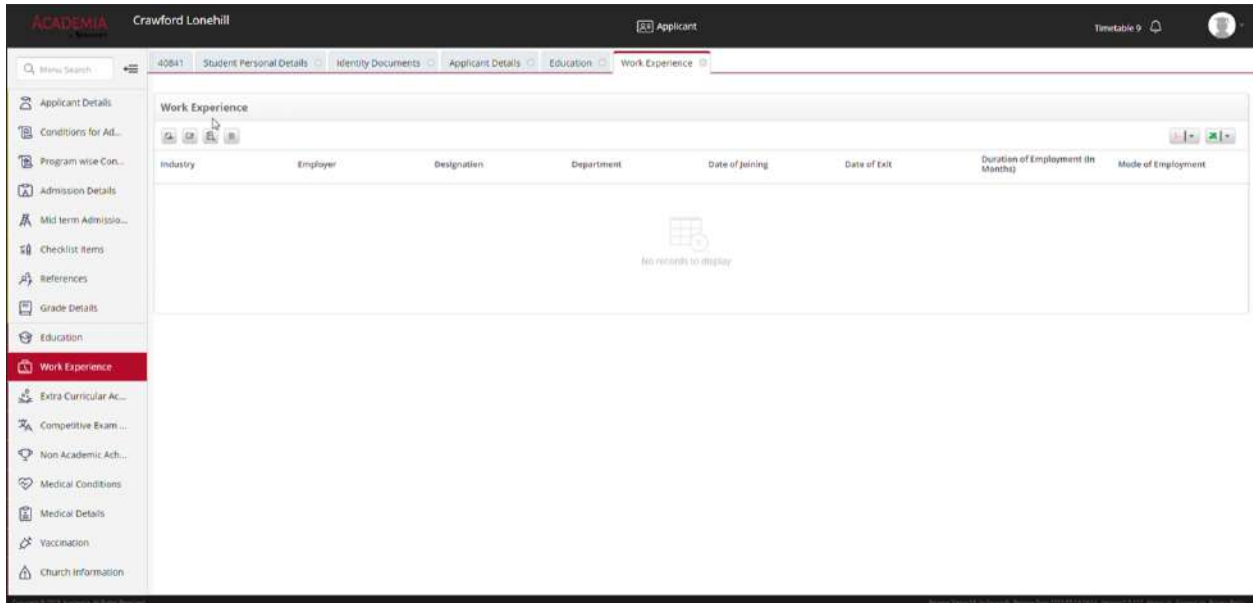 ACADEMIA
Crawford Lonehill
Applicant
Timetable 9
Menu Search
40841
Student Personal Details
Identity Documents
Applicant Details
Education
Work Experience
Applicant Details
Conditions for Ad...
Program wise Con...
Admission Details
Mid term Admissio...
Checklist Items
References
Grade Details
Education
Work Experience
Extra Curricular Ac...
Competitive Exam ...
Non Academic Ach...
Medical Conditions
Medical Details
Vaccination
Church Information
Work Experience
Industry
Employer
Designation
Department
Date of Joining
Date of Exit
Duration of Employment (In
Months)
Mode of Employment
No records to display